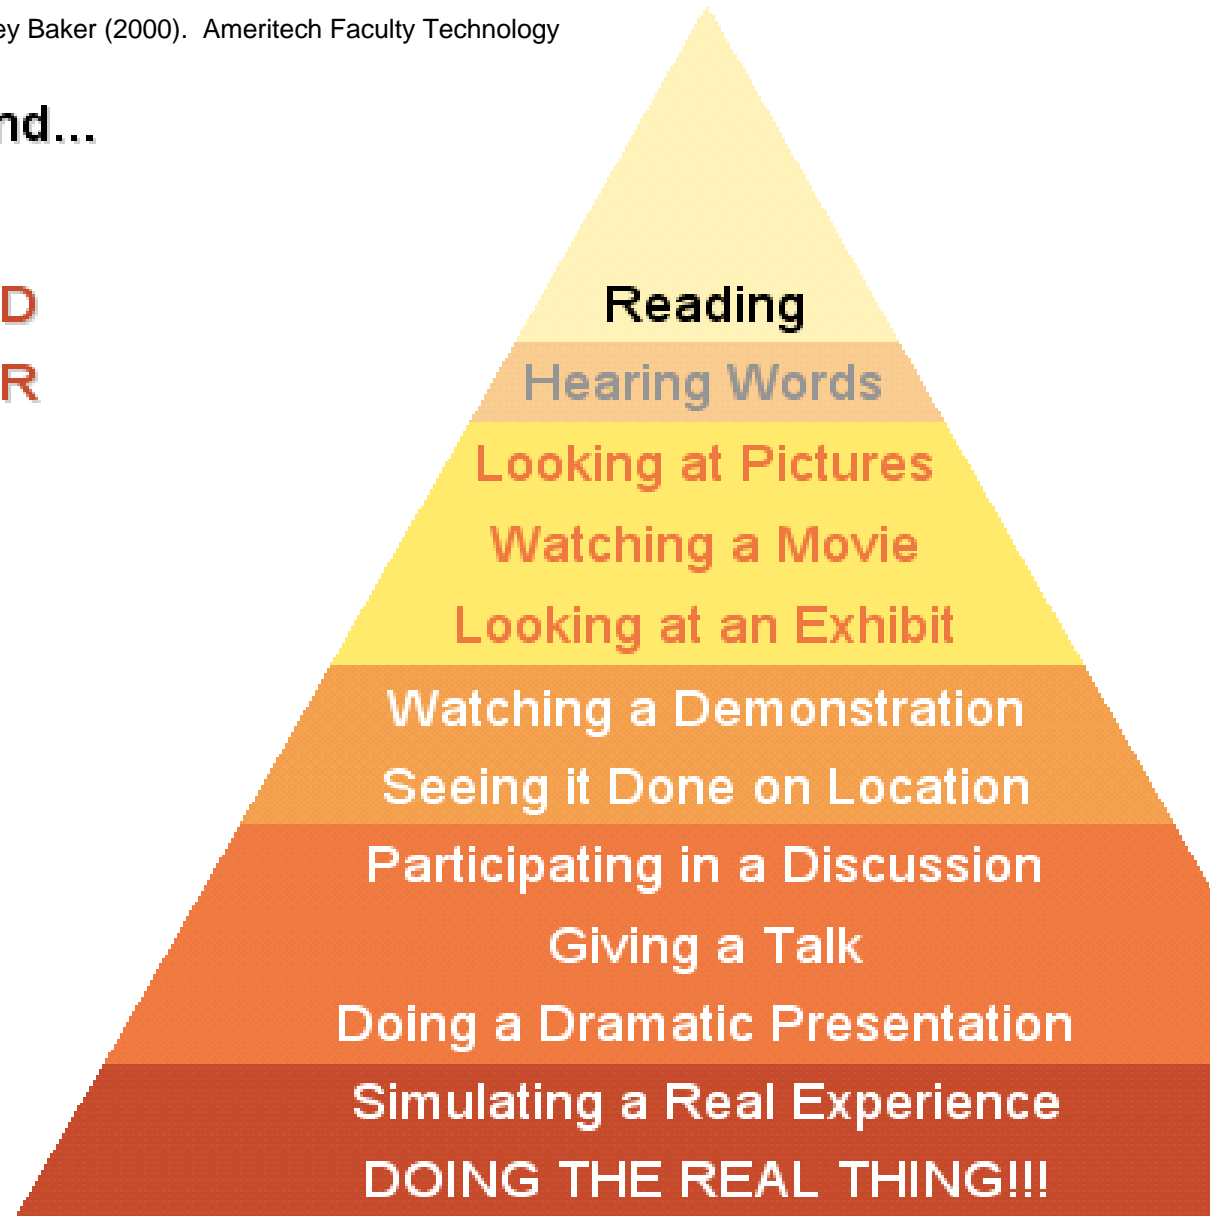 ey Baker (2000). Ameritech Faculty Technology
nd...
D
Reading
R
Hearing Words
Looking at Pictures
Watching a Movie
Looking at an Exhibit
Watching a Demonstration
Seeing it Done on Location
Participating in a Discussion
Giving a Talk
Doing a Dramatic Presentation
Simulating a Real Experience
DOING THE REAL THING!!!